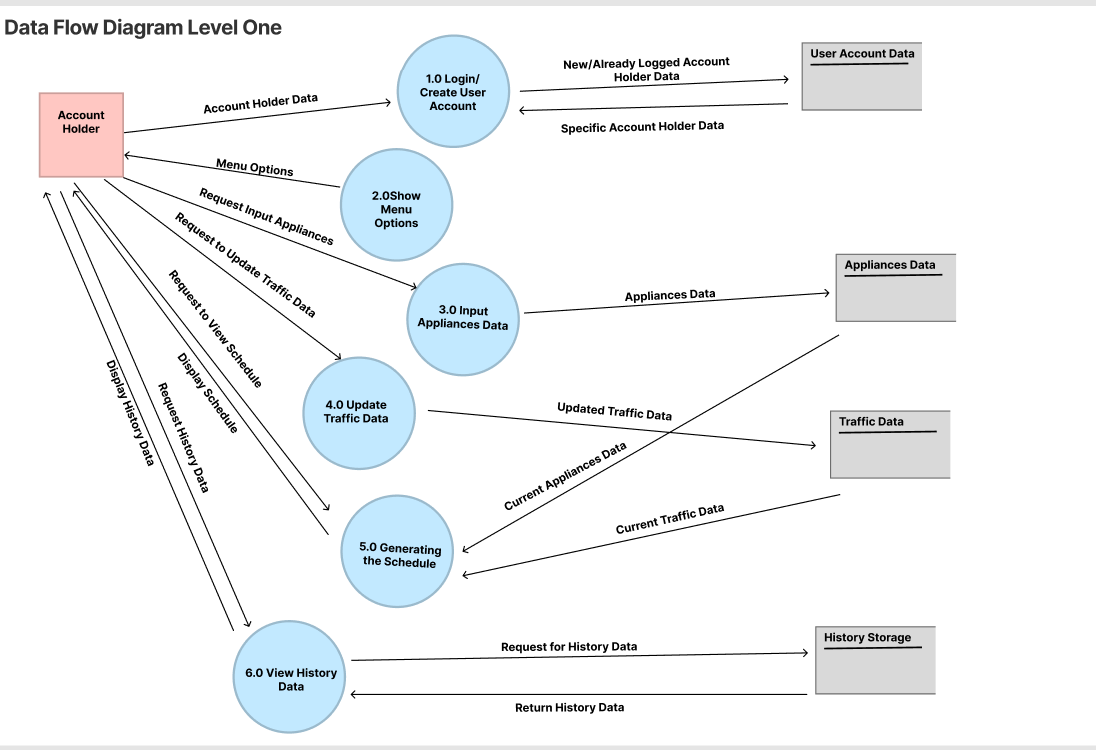 Data Flow Diagram Level One
Account
Holder
Account Holder Data
1.0 Login/
Create User
Account
New/Already Logged Account
Holder Data
Specific Account Holder Data
User Account Data
Menu Options
2.0Show
Menu
Options
Request Input Appliances
3.0 Input
Appliances Data
Appliances Data
Appliances Data
Request to Update Traffic Data
4.0 Update
Traffic Data
Updated Traffic Data
Traffic Data
Request to View Schedule
Display Schedule
Current Appliances Data
Current Traffic Data
5.0 Generating
the Schedule
Display History Data
Request History Data
6.0 View History
Data
Request for History Data
Return History Data
History Storage